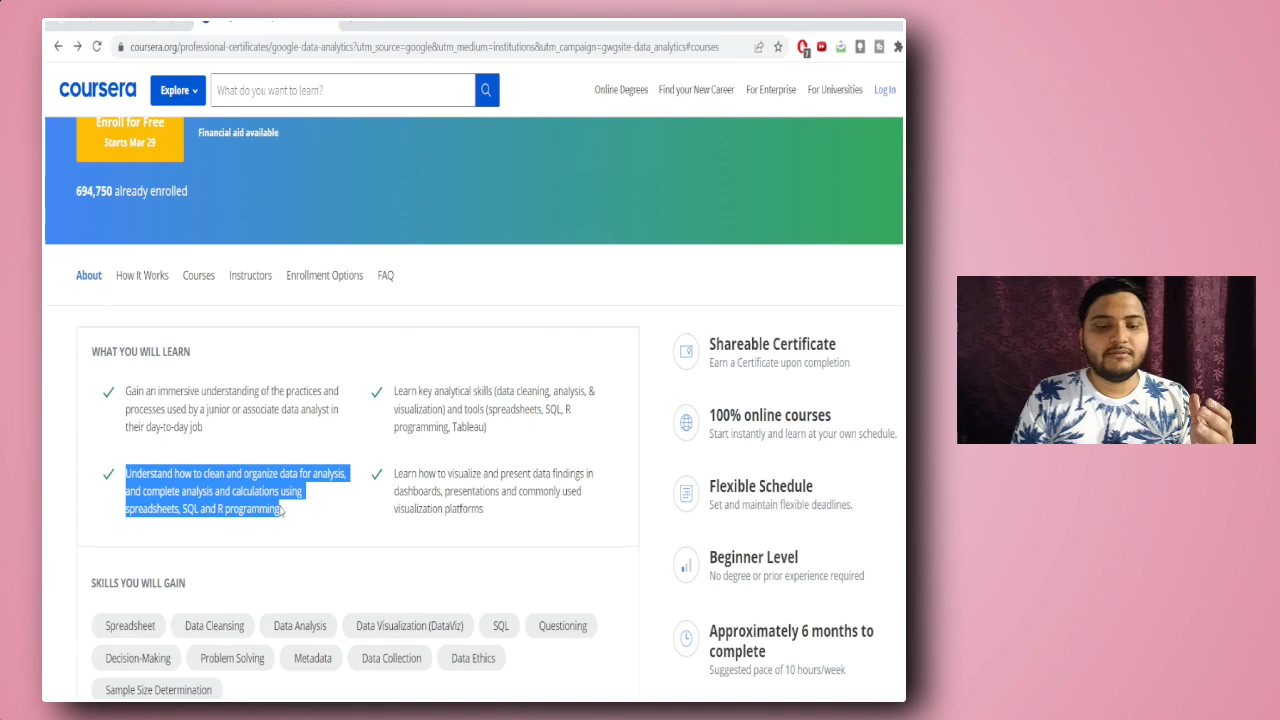 coursera.org/professional-certificates/google-data-analytics?utm_source=google&utm_medium=institutions&utm_campaign=gwgsite-data_analytics#courses
coursera
Explore
What do you want to learn?
Online Degrees
Find your New Career
For Enterprise
For Universities
Log In
Enroll for Free
Starts Mar 29
Financial aid available
694,750 already enrolled
About
How It Works
Courses
Instructors
Enrollment Options
FAQ
WHAT YOU WILL LEARN
Gain an immersive understanding of the practices and
processes used by a junior or associate data analyst in
their day-to-day job
Learn key analytical skills (data cleaning, analysis, &
visualization) and tools (spreadsheets, SQL, R
programming, Tableau)
Understand how to clean and organize data for analysis,
and complete analysis and calculations using
spreadsheets, SQL and R programming
Learn how to visualize and present data findings in
dashboards, presentations and commonly used
visualization platforms
SKILLS YOU WILL GAIN
Spreadsheet
Data Cleansing
Data Analysis
Data Visualization (DataViz)
SQL
Questioning
Decision-Making
Problem Solving
Metadata
Data Collection
Data Ethics
Sample Size Determination
Shareable Certificate
Earn a Certificate upon completion
100% online courses
Start instantly and learn at your own schedule.
Flexible Schedule
Set and maintain flexible deadlines.
Beginner Level
No degree or prior experience required
Approximately 6 months to
complete
Suggested pace of 10 hours/week